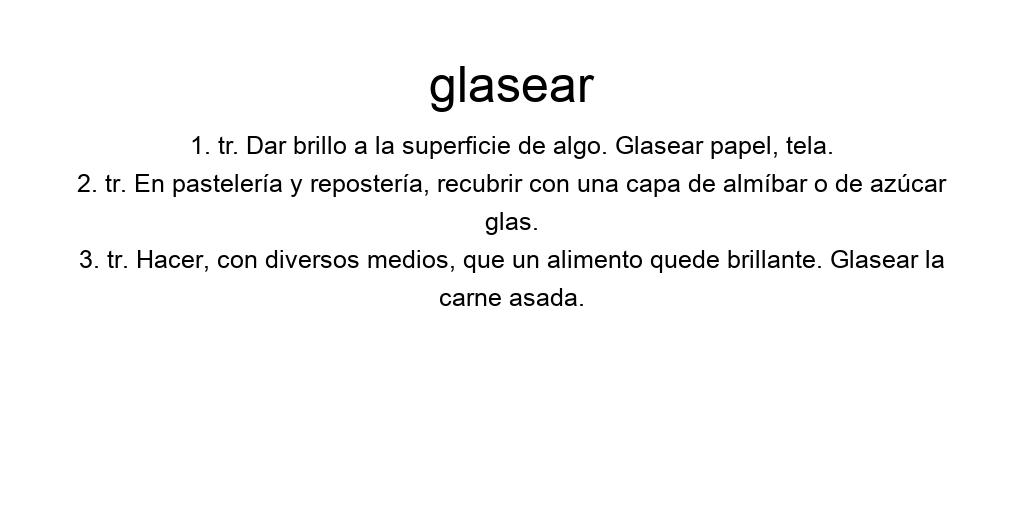 glasear
1. tr. Dar brillo a la superficie de algo. Glasear papel, tela.
2. tr. En pastelería y repostería, recubrir con una capa de almíbar o de azúcar
glas.
3. tr. Hacer, con diversos medios, que un alimento quede brillante. Glasear la
carne asada.